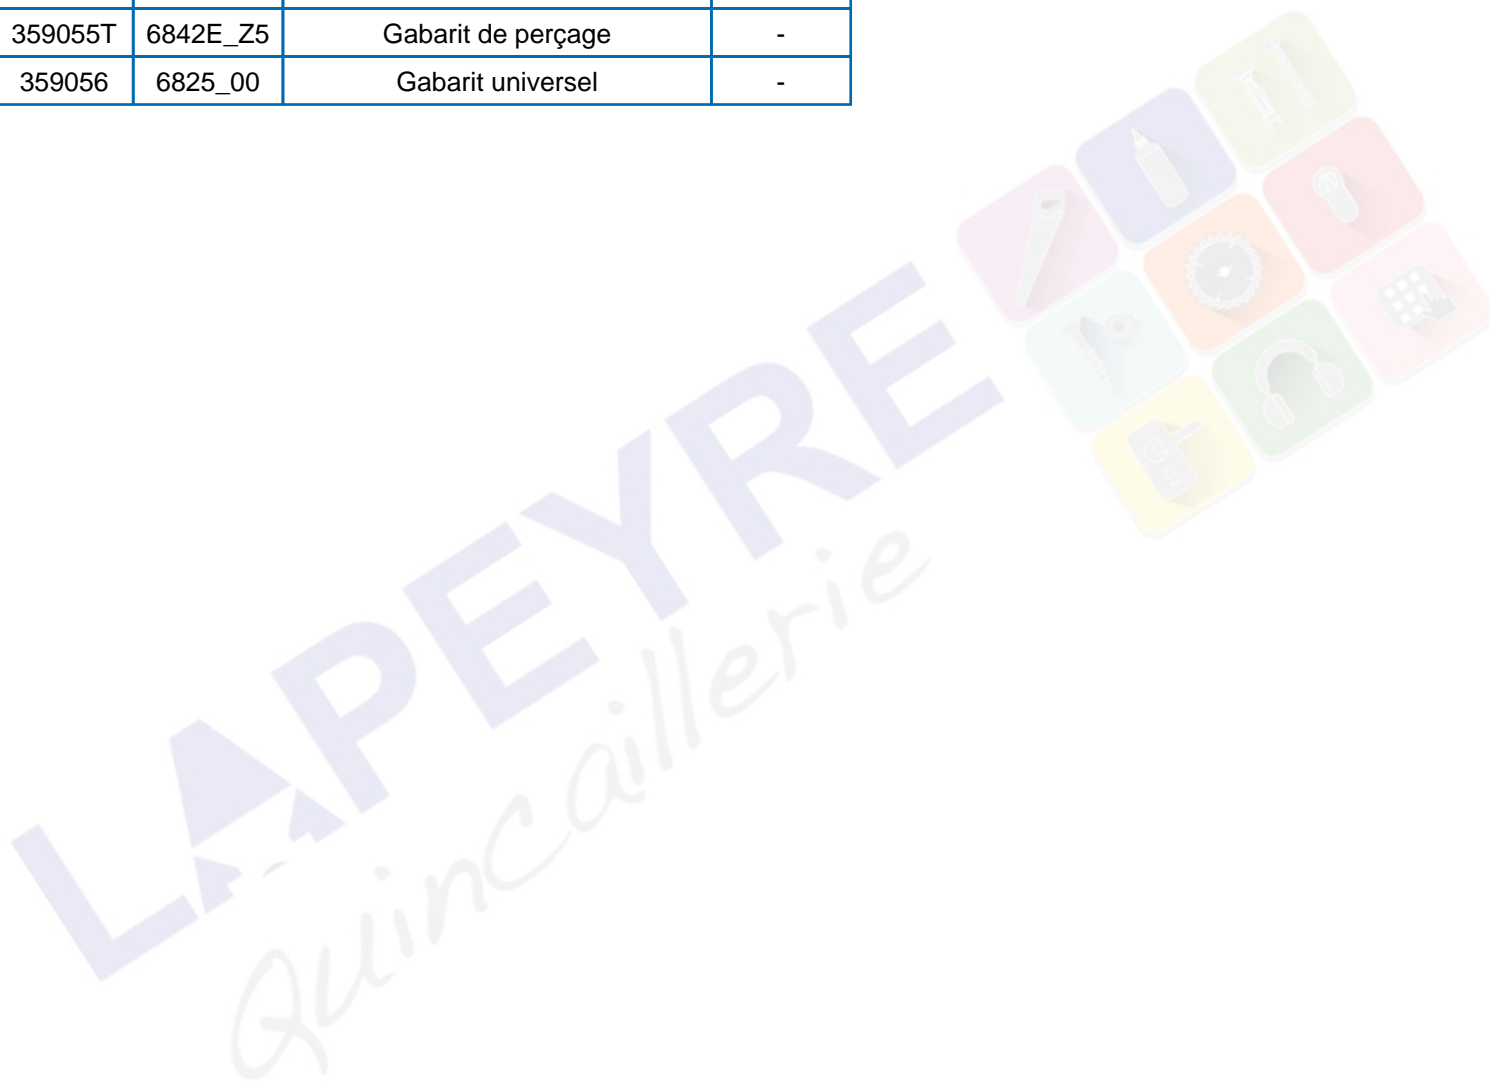 359055T 6842E_Z5 Gabarit de perçage -
359056 6825_00 Gabarit universel -
LAPEYRE
Quincaillerie